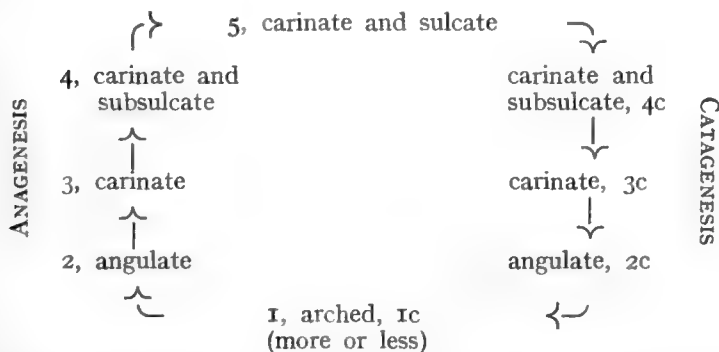 5, carinate and sulcate
4, carinate and
subsulcate
carinate and
subsulcate, 4c
ANAGENESIS
CATAGENESIS
3, carinate
carinate, 3c
2, angulate
angulate, 2c
1, arched, 1c
(more or less)